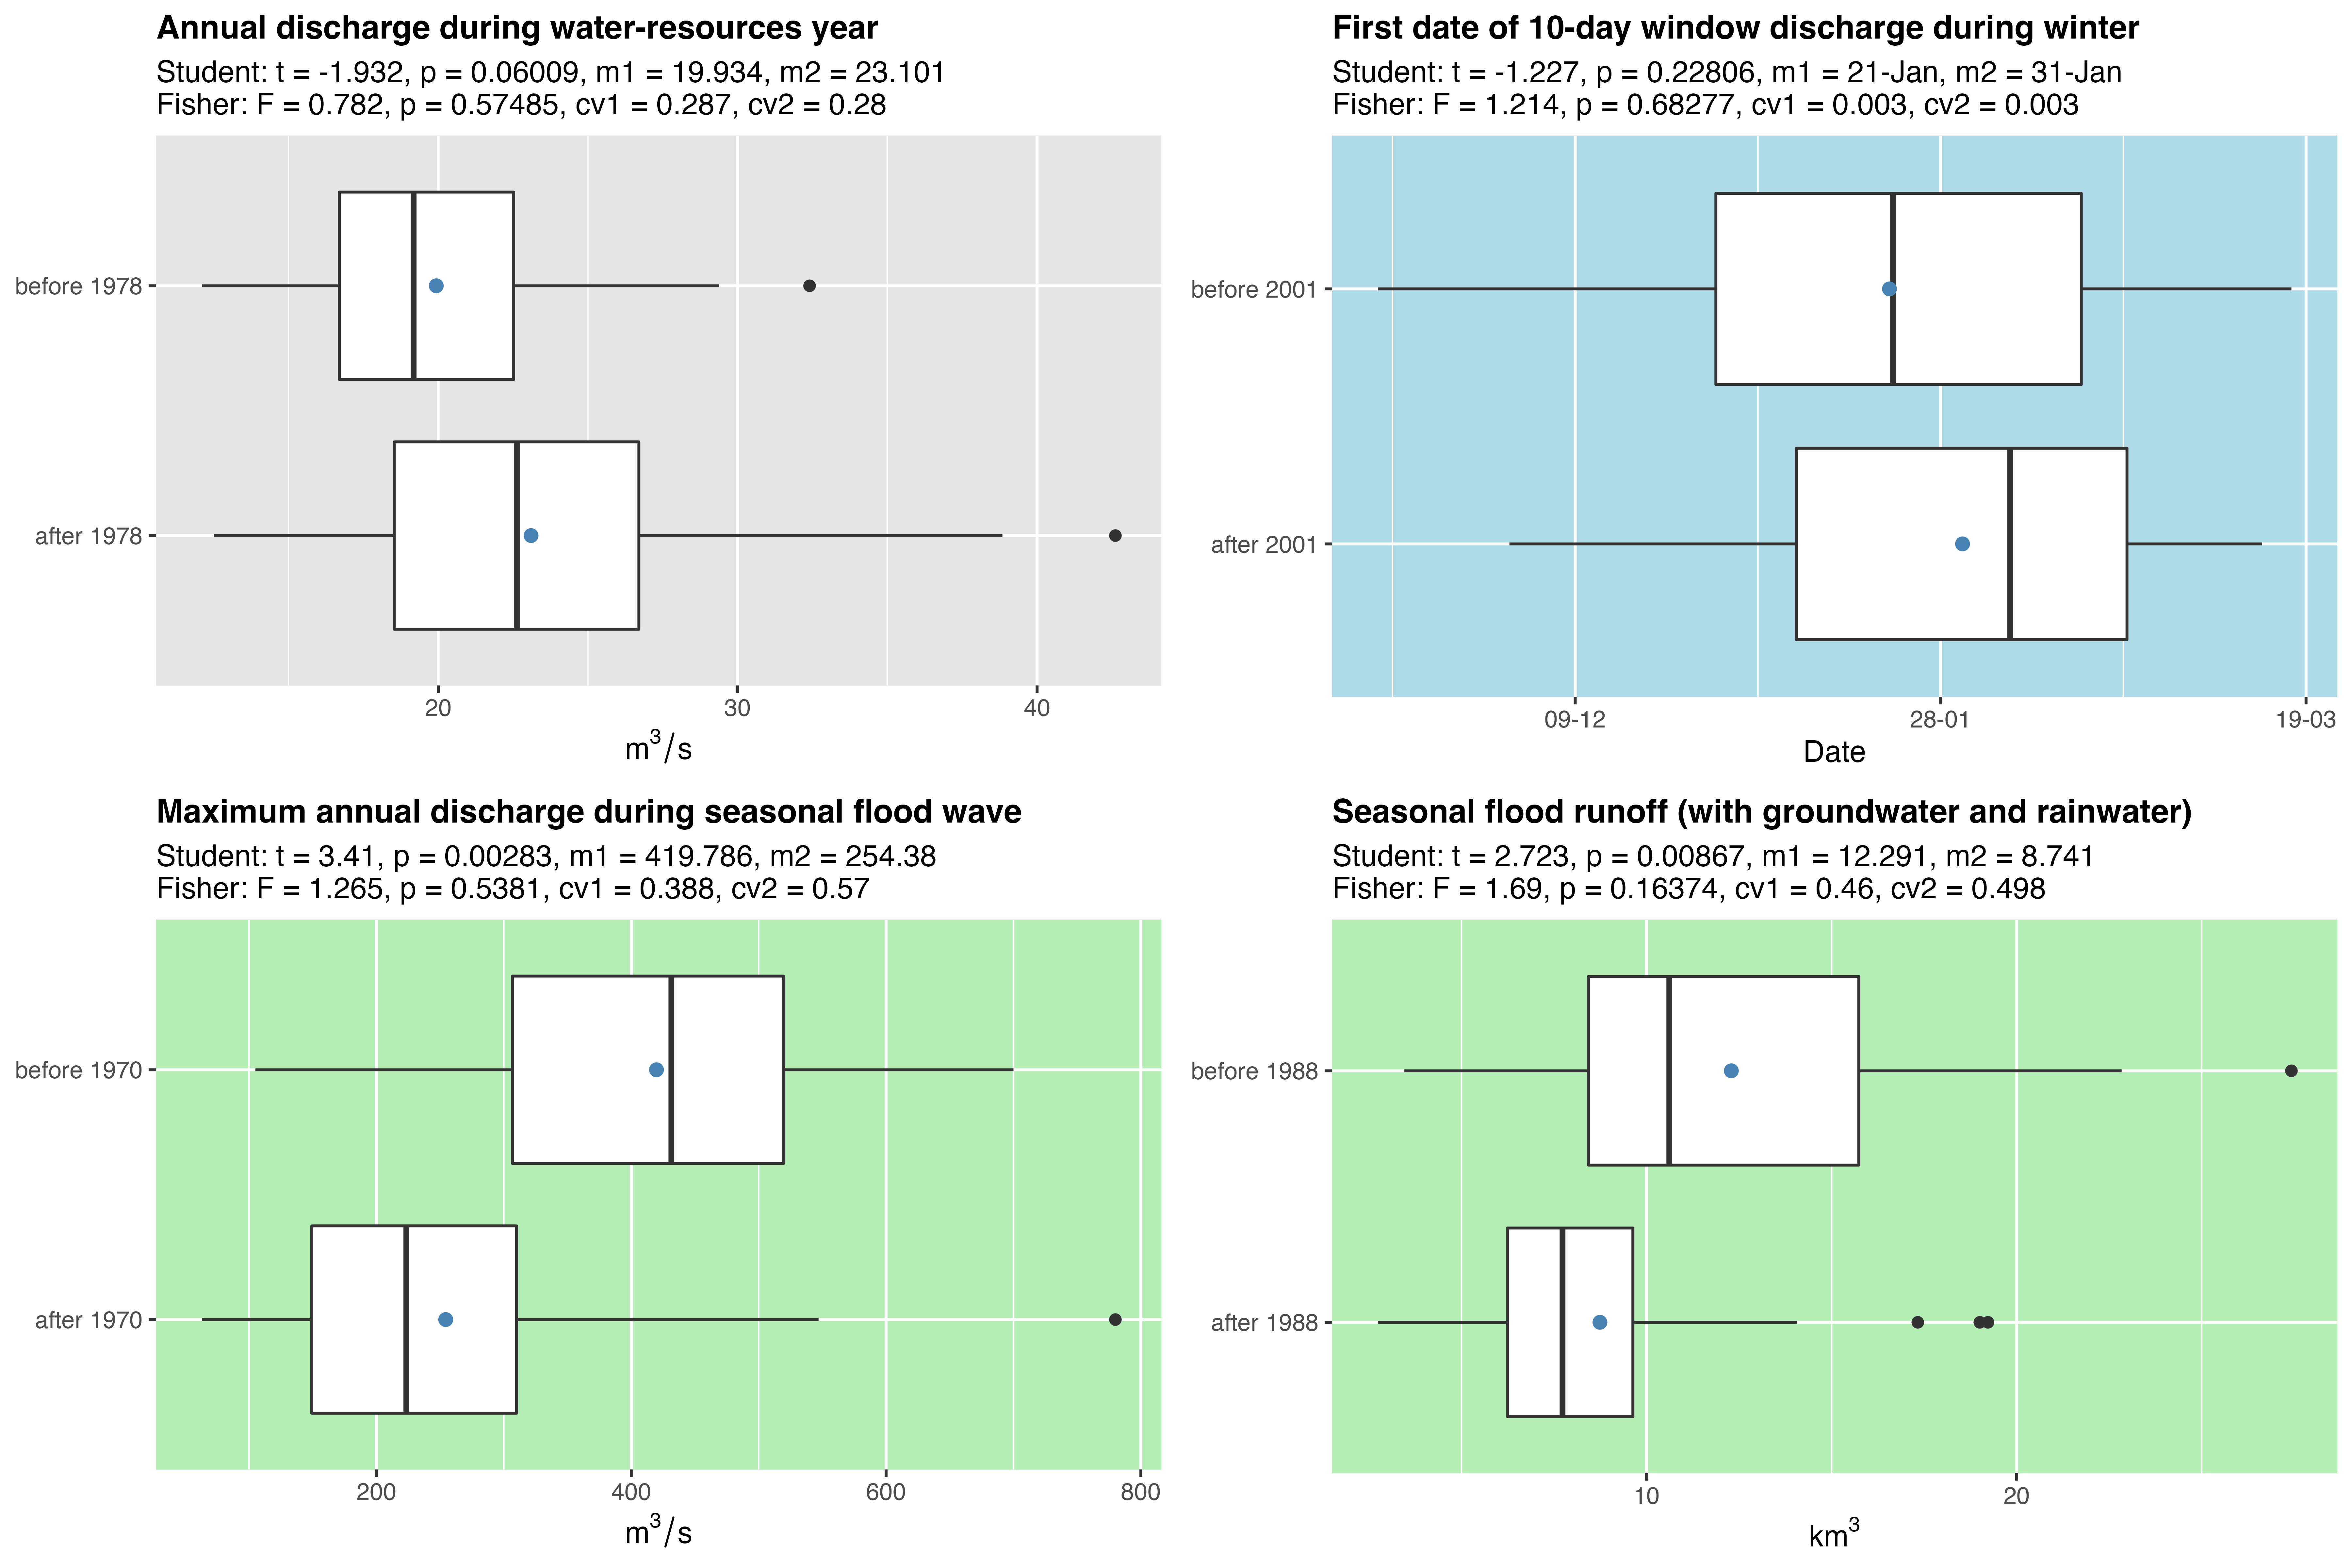 Annual discharge during water-resources year
Student: t = -1.932, p = 0.06009, m1 = 19.934, m2 = 23.101
Fisher: F = 0.782, p = 0.57485, cv1 = 0.287, cv2 = 0.28
before 1978
after 1978
20 30 40
m³/s
First date of 10-day window discharge during winter
Student: t = -1.227, p = 0.22806, m1 = 21-Jan, m2 = 31-Jan
Fisher: F = 1.214, p = 0.68277, cv1 = 0.003, cv2 = 0.003
before 2001
after 2001
09-12 28-01 19-03
Date
Maximum annual discharge during seasonal flood wave
Student: t = 3.41, p = 0.00283, m1 = 419.786, m2 = 254.38
Fisher: F = 1.265, p = 0.5381, cv1 = 0.388, cv2 = 0.57
before 1970
after 1970
200 400 600 800
m³/s
Seasonal flood runoff (with groundwater and rainwater)
Student: t = 2.723, p = 0.00867, m1 = 12.291, m2 = 8.741
Fisher: F = 1.69, p = 0.16374, cv1 = 0.46, cv2 = 0.498
before 1988
after 1988
10 20
km³